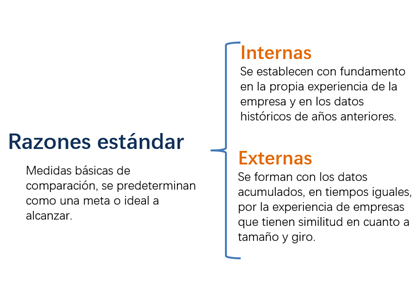 Razones estándar
Medidas básicas de
comparación, se predeterminan
como una meta o ideal a
alcanzar.
Internas
Se establecen con fundamento
en la propia experiencia de la
empresa y en los datos
históricos de años anteriores.
Externas
Se forman con los datos
acumulados, en tiempos iguales,
por la experiencia de empresas
que tienen similitud en cuanto a
tamaño y giro.